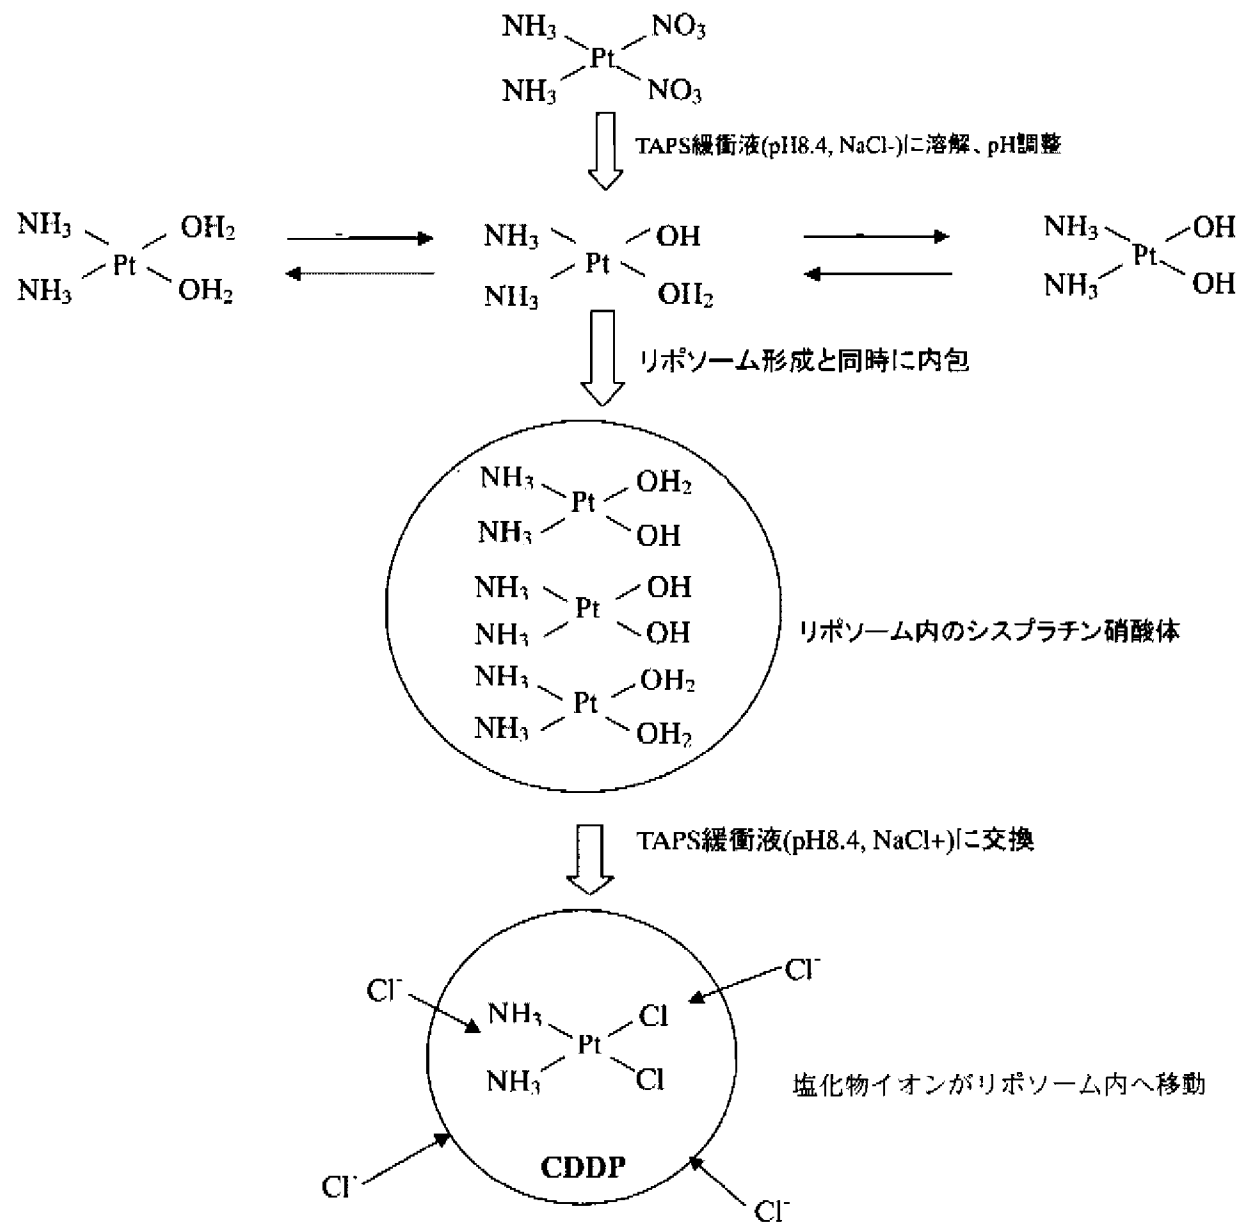 NH₃ NO₃
Pt
NH₃ NO₃
TAPS緩衝液(pH8.4, NaCl-)に溶解、pH調整
NH₃ OH₂ NH₃ OH NH₃ OH
Pt Pt Pt
NH₃ OH₂ NH₃ OH₂ NH₃ OH
リポソーム形成と同時に内包
NH₃ OH₂
Pt
NH₃ OH
NH₃ OH
Pt
NH₃ OH
リポソーム内のシスプラチン硝酸体
NH₃ OH₂
Pt
NH₃ OH₂
TAPS緩衝液(pH8.4, NaCl+)に交換
Cl⁻ Cl⁻
NH₃ Cl
Pt
NH₃ Cl
塩化物イオンがリポソーム内へ移動
CDDP
Cl⁻ Cl⁻